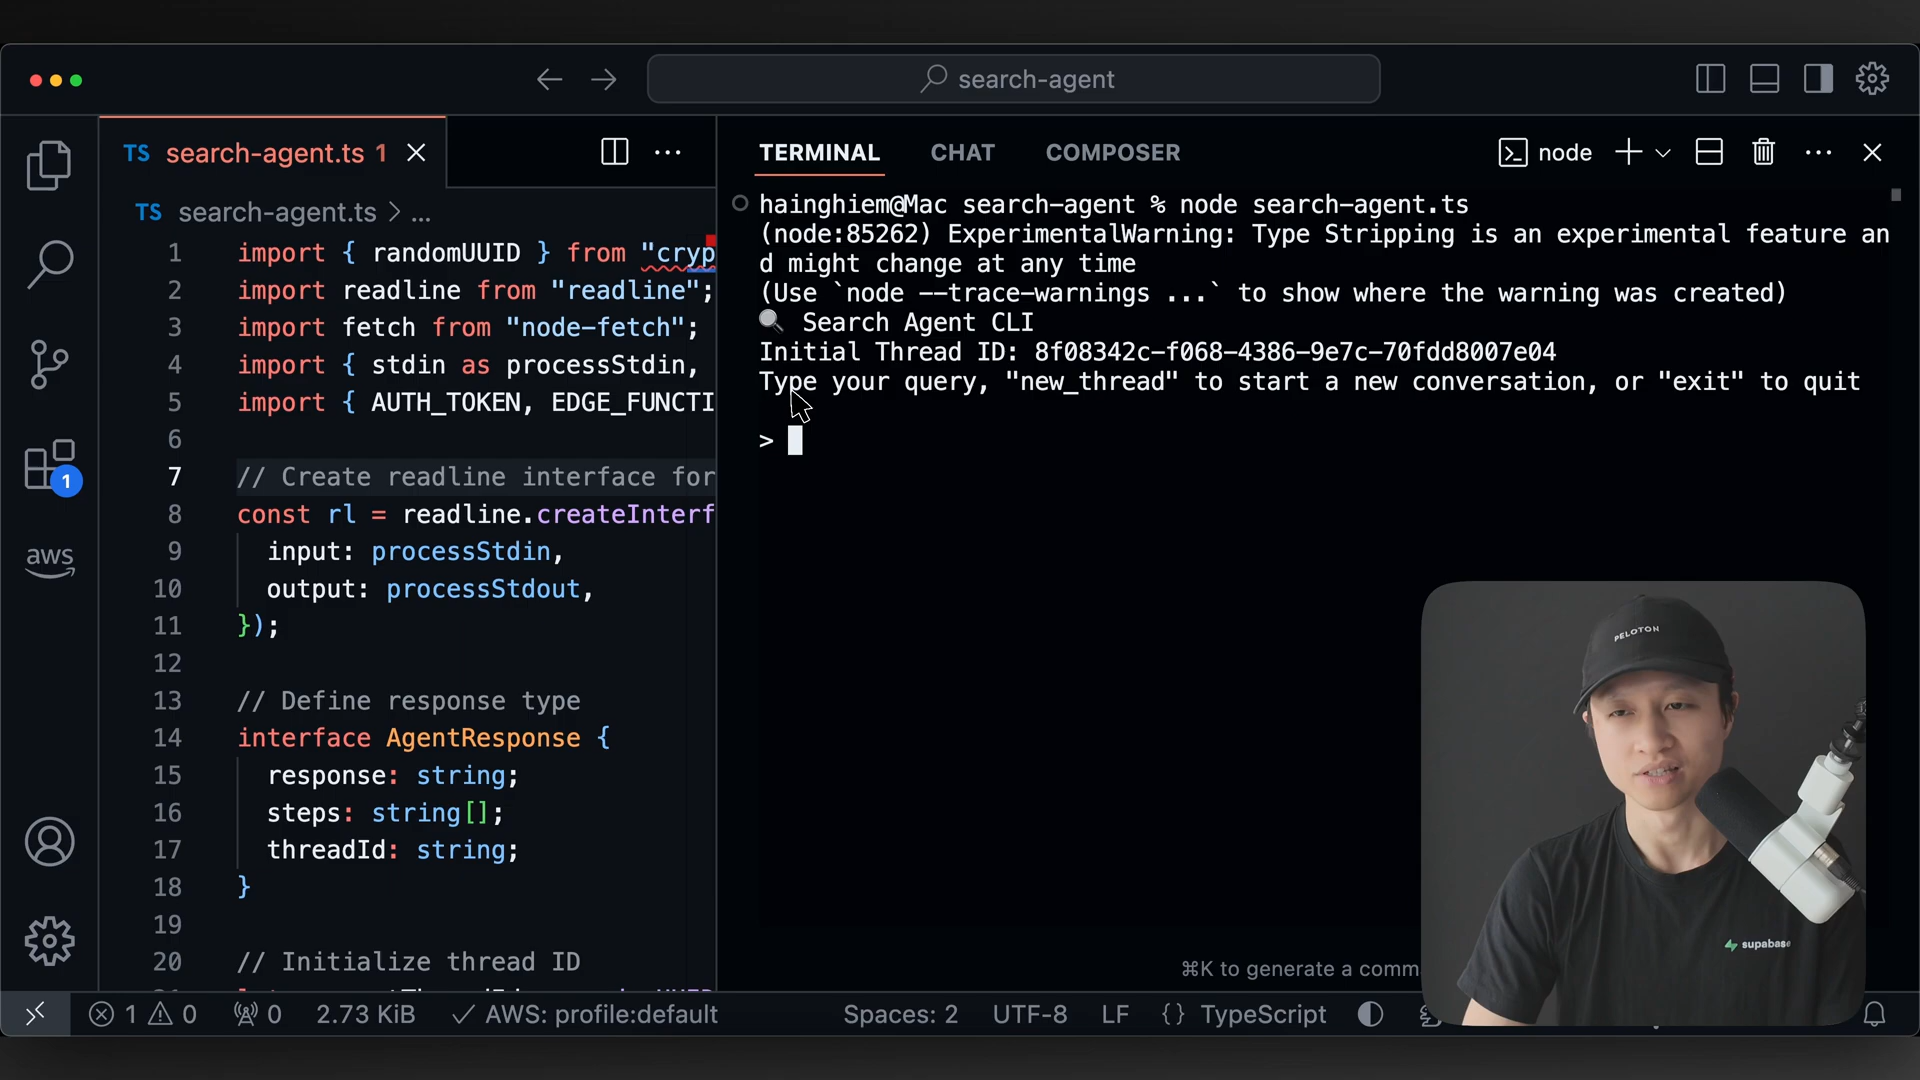 search-agent
TS search-agent.ts 1
TS search-agent.ts > ...
1 import { randomUUID } from "cryp
2 import readline from "readline";
3 import fetch from "node-fetch";
4 import { stdin as processStdin,
5 import { AUTH_TOKEN, EDGE_FUNCTI
6
7 // Create readline interface for
8 const rl = readline.createInterf
9 input: processStdin,
10 output: processStdout,
11 });
12
13 // Define response type
14 interface AgentResponse {
15 response: string;
16 steps: string[];
17 threadId: string;
18 }
19
20 // Initialize thread ID
1
aws
TERMINAL CHAT COMPOSER node
hainghiem@Mac search-agent % node search-agent.ts
(node:85262) ExperimentalWarning: Type Stripping is an experimental feature an
d might change at any time
(Use `node --trace-warnings ...` to show where the warning was created)
🔍 Search Agent CLI
Initial Thread ID: 8f08342c-f068-4386-9e7c-70fdd8007e04
Type your query, "new_thread" to start a new conversation, or "exit" to quit
>
⌘K to generate a comm
PELOTON
supabase
1 0 0 2.73 KiB AWS: profile:default Spaces: 2 UTF-8 LF {} TypeScript